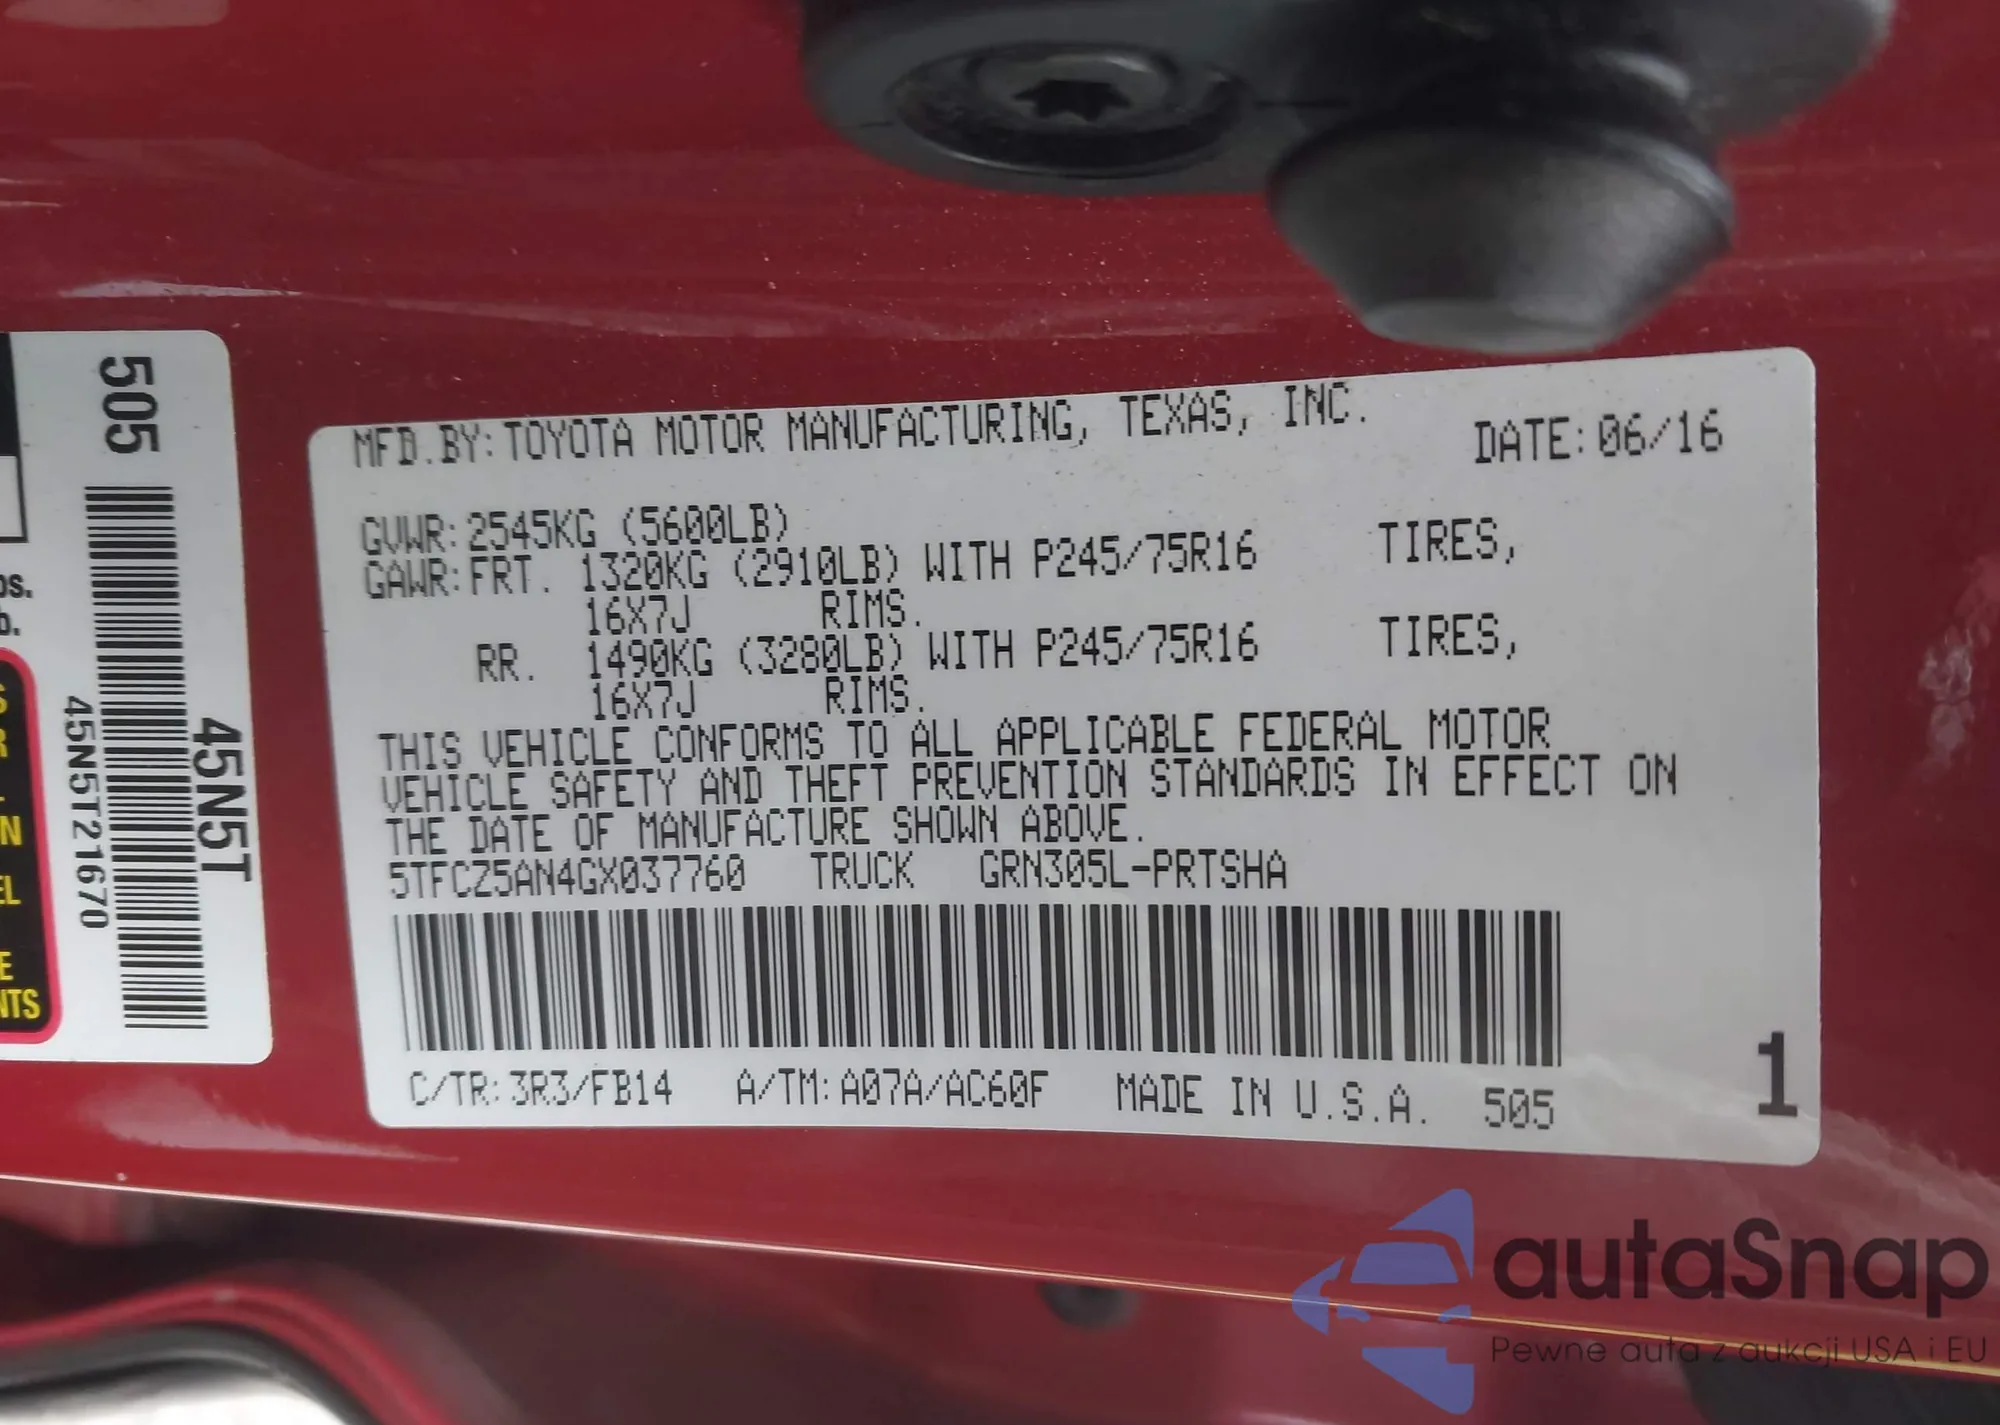 505
45N5T21670
45N5T
MFD.BY:TOYOTA MOTOR MANUFACTURING, TEXAS, INC.
DATE:06/16
GVWR:2545KG (5600LB)
GAWR:FRT. 1320KG (2910LB) WITH P245/75R16 TIRES,
16X7J RIMS.
RR. 1490KG (3280LB) WITH P245/75R16 TIRES,
16X7J RIMS.
THIS VEHICLE CONFORMS TO ALL APPLICABLE FEDERAL MOTOR
VEHICLE SAFETY AND THEFT PREVENTION STANDARDS IN EFFECT ON
THE DATE OF MANUFACTURE SHOWN ABOVE.
5TFCZ5AN4GX037760 TRUCK GRN305L-PRTSHA
C/TR:3R3/FB14 A/TM:A07A/AC60F MADE IN U.S.A. 505
1
autaSnap
Pewne auta z aukcji USA i EU